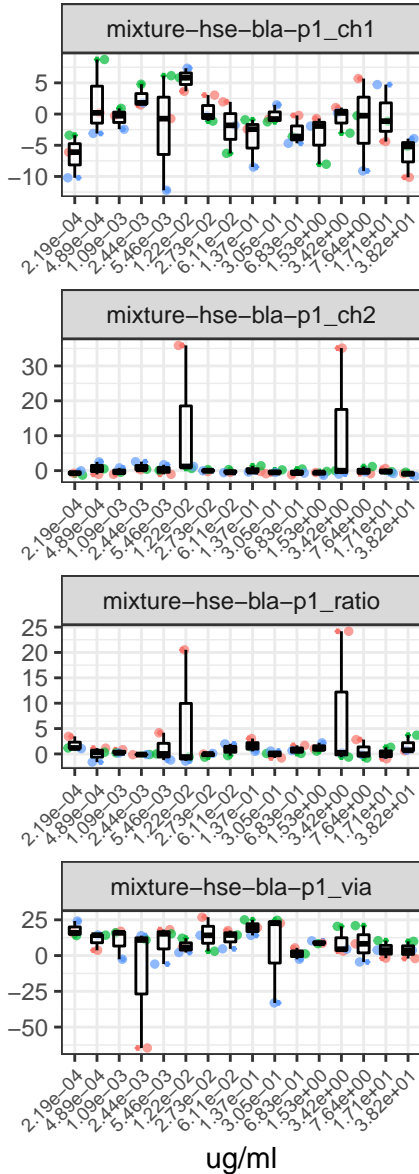 mixture-hse-bla-p1_ch1
5
0
−5
−10
2.19e−04
4.89e−04
1.09e−03
2.44e−03
5.46e−03
1.22e−02
2.73e−02
6.11e−02
1.37e−01
3.05e−01
6.83e−01
1.53e+00
3.42e+00
7.64e+00
1.71e+01
3.82e+01
mixture-hse-bla-p1_ch2
30
20
10
0
2.19e−04
4.89e−04
1.09e−03
2.44e−03
5.46e−03
1.22e−02
2.73e−02
6.11e−02
1.37e−01
3.05e−01
6.83e−01
1.53e+00
3.42e+00
7.64e+00
1.71e+01
3.82e+01
mixture-hse-bla-p1_ratio
25
20
15
10
5
0
2.19e−04
4.89e−04
1.09e−03
2.44e−03
5.46e−03
1.22e−02
2.73e−02
6.11e−02
1.37e−01
3.05e−01
6.83e−01
1.53e+00
3.42e+00
7.64e+00
1.71e+01
3.82e+01
mixture-hse-bla-p1_via
25
0
−25
−50
2.19e−04
4.89e−04
1.09e−03
2.44e−03
5.46e−03
1.22e−02
2.73e−02
6.11e−02
1.37e−01
3.05e−01
6.83e−01
1.53e+00
3.42e+00
7.64e+00
1.71e+01
3.82e+01
ug/ml